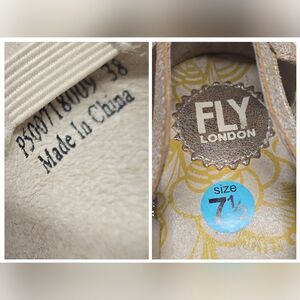 P500718009 38
Made In China
FLY
LONDON
size
7½